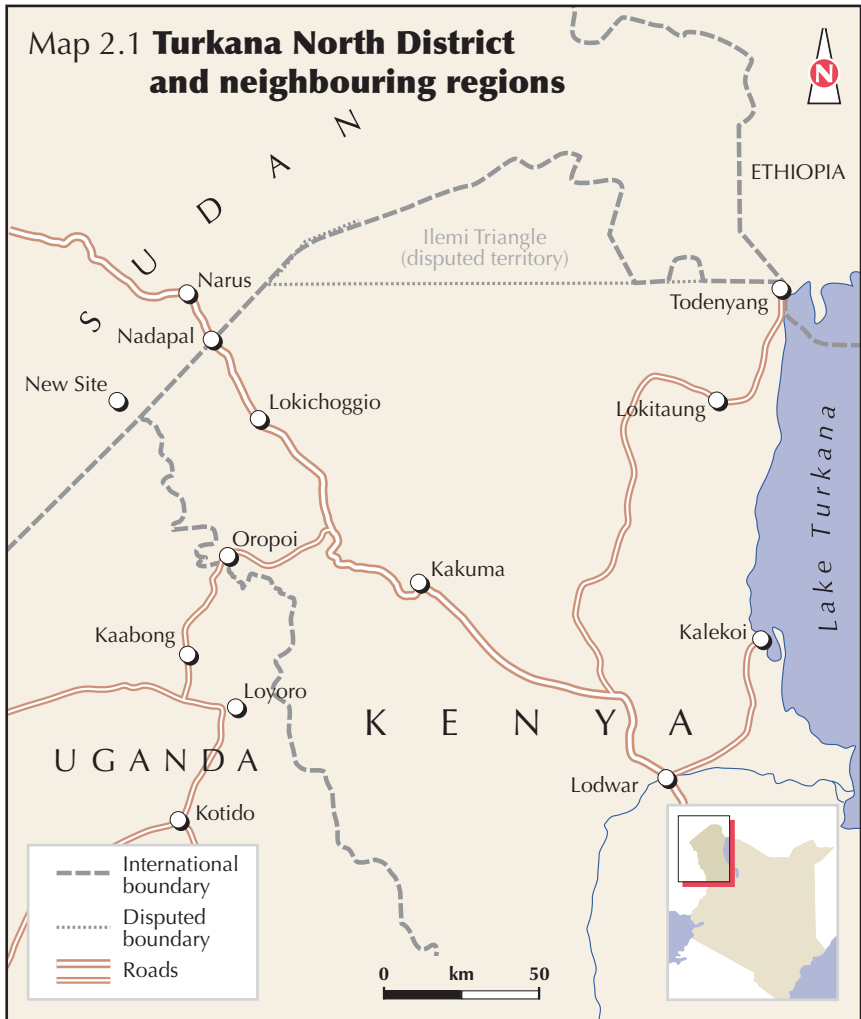 Map 2.1 Turkana North District
and neighbouring regions
N
SUDAN
ETHIOPIA
Ilemi Triangle
(disputed territory)
Narus
Todenyang
Nadapal
New Site
Lokichoggio
Lokitaung
Lake Turkana
Oropoi
Kakuma
Kaabong
Kalekoi
Loyoro
KENYA
UGANDA
Lodwar
Kotido
International
boundary
Disputed
boundary
Roads
0 km 50